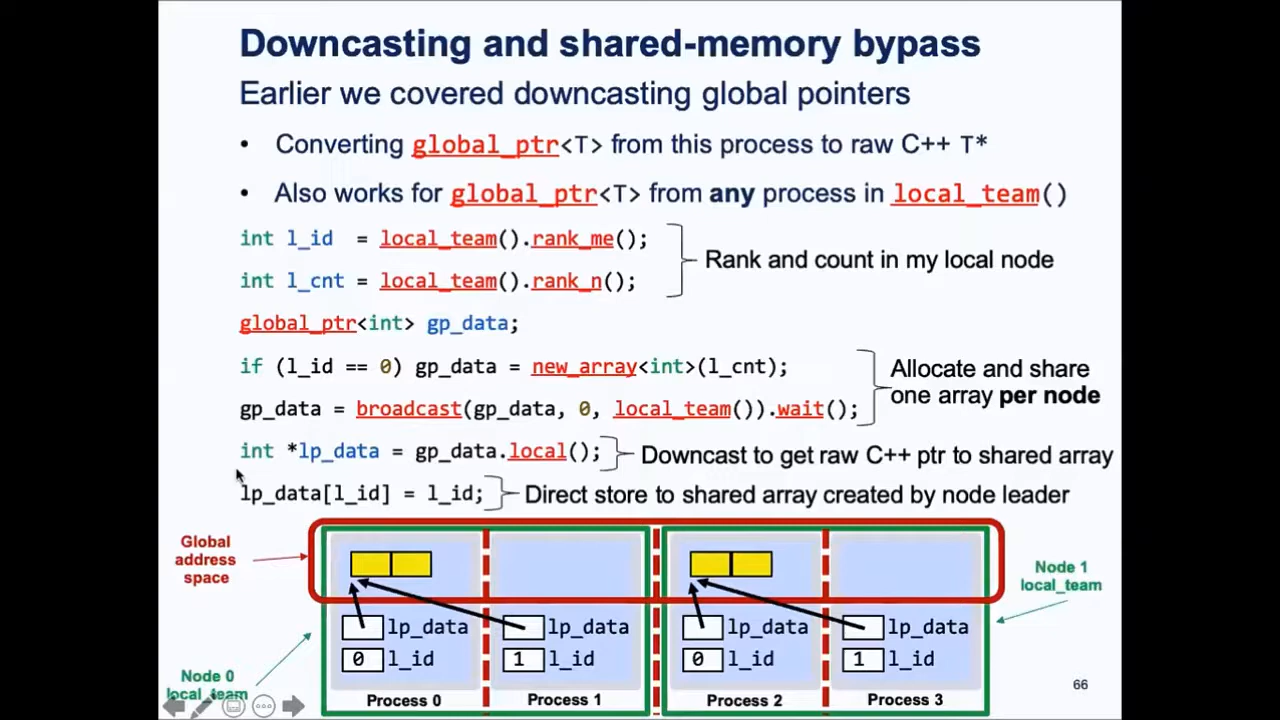 Downcasting and shared-memory bypass
Earlier we covered downcasting global pointers
• Converting global_ptr<T> from this process to raw C++ T*
• Also works for global_ptr<T> from any process in local_team()
int l_id = local_team().rank_me();
int l_cnt = local_team().rank_n();
Rank and count in my local node
global_ptr<int> gp_data;
if (l_id == 0) gp_data = new_array<int>(l_cnt);
gp_data = broadcast(gp_data, 0, local_team()).wait();
Allocate and share
one array per node
int *lp_data = gp_data.local();
Downcast to get raw C++ ptr to shared array
lp_data[l_id] = l_id;
Direct store to shared array created by node leader
Global
address
space
Node 1
local_team
lp_data
lp_data
lp_data
lp_data
0 l_id
1 l_id
0 l_id
1 l_id
Node 0
local_team
Process 0
Process 1
Process 2
Process 3
66